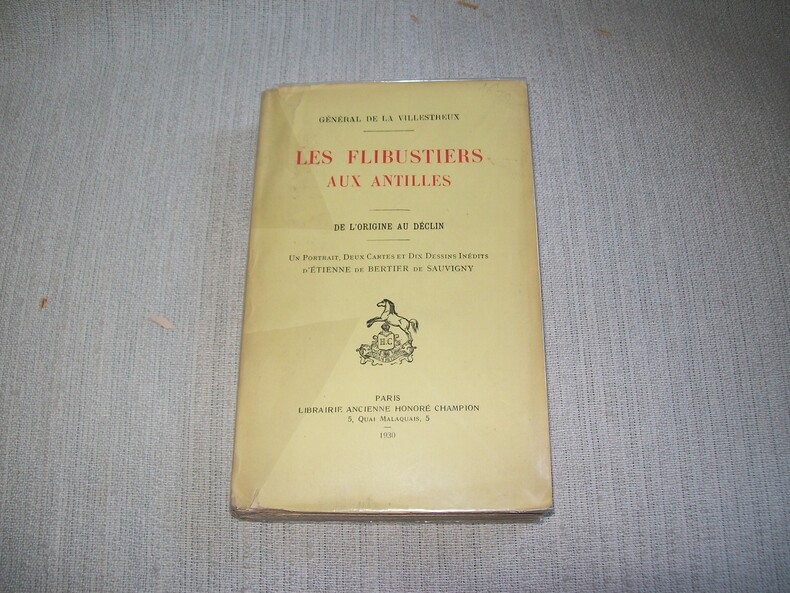 GÉNÉRAL DE LA VILLESTREUX
LES FLIBUSTIERS
AUX ANTILLES
DE L'ORIGINE AU DÉCLIN
UN PORTRAIT, DEUX CARTES ET DIX DESSINS INÉDITS
D'ÉTIENNE DE BERTIER DE SAUVIGNY
H.C
PARIS
LIBRAIRIE ANCIENNE HONORÉ CHAMPION
5, QUAI MALAQUAIS, 5
1930